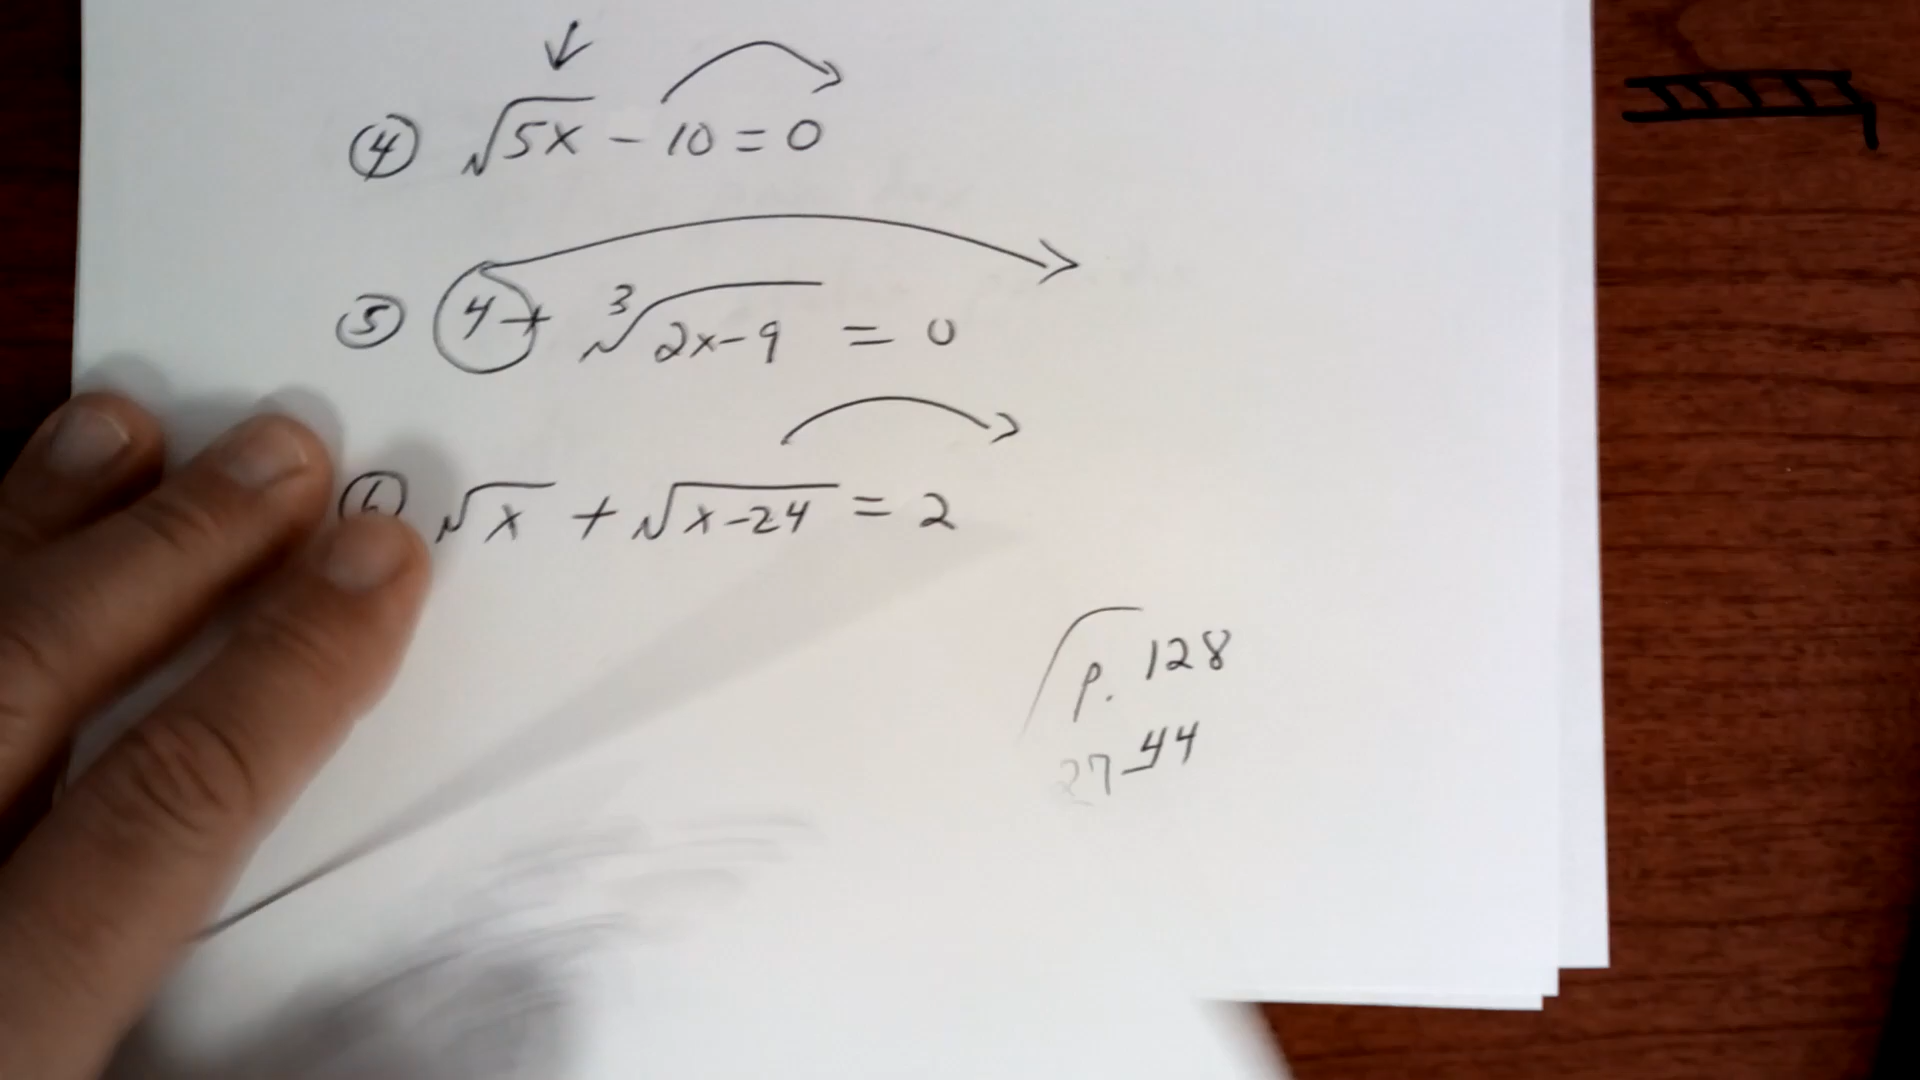 ④ √5x - 10 = 0
⑤ 4 + ∛2x-9 = 0
⑥ √x + √x-24 = 2
p. 128
27-44